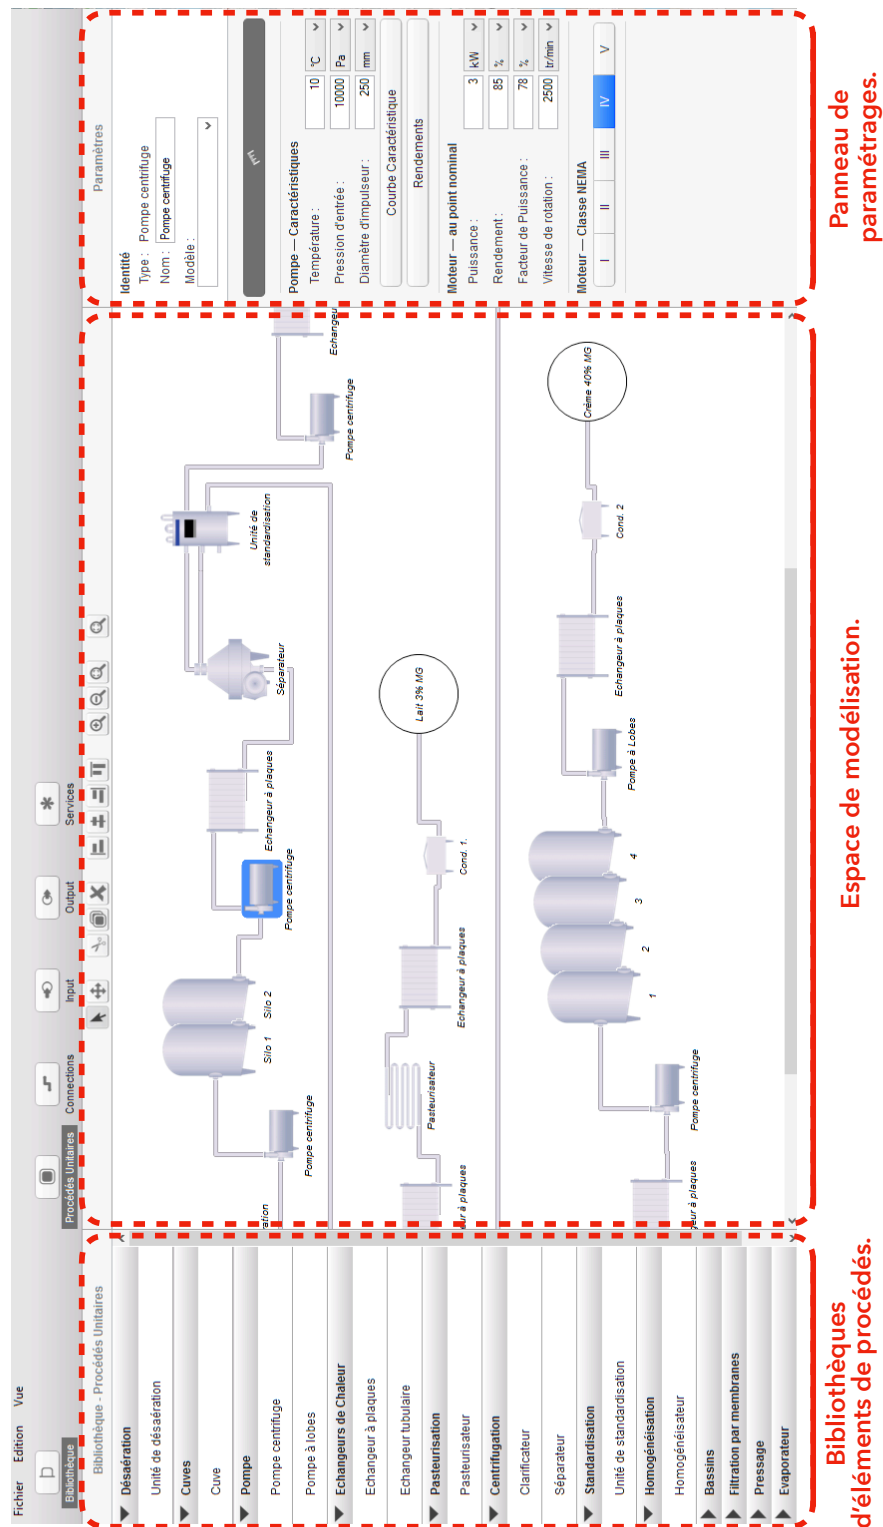 Fichier Edition Vue
Bibliothèque
Procédés Unitaires
Connections
Input
Output
Services
Bibliothèque - Procédés Unitaires
Désaération
Unité de désaération
Cuves
Cuve
Pompe
Pompe centrifuge
Pompe à lobes
Echangeurs de Chaleur
Echangeur à plaques
Echangeur tubulaire
Pasteurisation
Pasteurisateur
Centrifugation
Clarificateur
Séparateur
Standardisation
Unité de standardisation
Homogénéisation
Homogénéisateur
Bassins
Filtration par membranes
Pressage
Evaporateur
ation
Pompe centrifuge
Silo 1
Silo 2
Pompe centrifuge
Echangeur à plaques
Séparateur
Unité de
standardisation
Pompe centrifuge
Echangeur
ur à plaques
Pasteurisateur
Echangeur à plaques
Cond. 1.
Lait 3% MG
geur à plaques
Pompe centrifuge
1
2
3
4
Pompe à Lobes
Echangeur à plaques
Cond. 2
Crème 40% MG
Paramètres
Identité
Type : Pompe centrifuge
Nom : Pompe centrifuge
Modèle :
Pompe — Caractéristiques
Température : 10 °C
Pression d'entrée : 10000 Pa
Diamètre d'impulseur : 250 mm
Courbe Caractéristique
Rendements
Moteur — au point nominal
Puissance : 3 kW
Rendement : 85 %
Facteur de Puissance : 78 %
Vitesse de rotation : 2500 tr/min
Moteur — Classe NEMA
I II III IV V
Bibliothèques
d'éléments de procédés.
Espace de modélisation.
Panneau de
paramétrages.